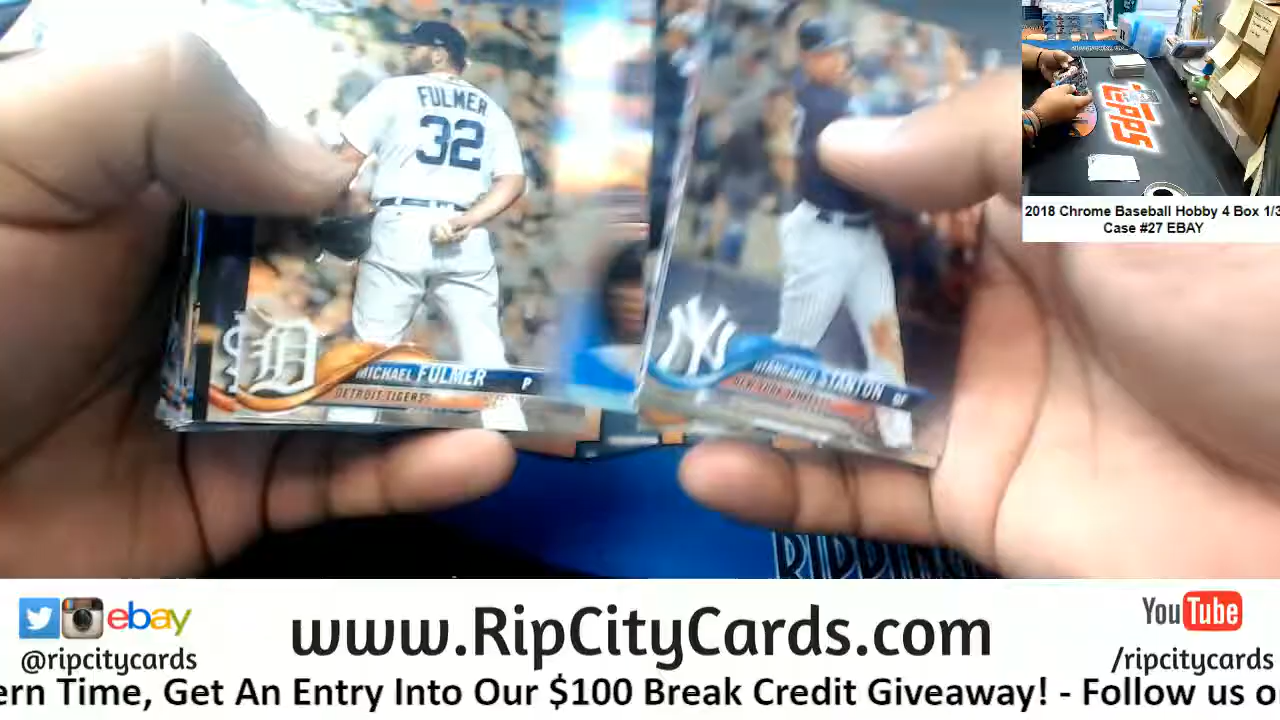 FULMER
32
MICHAEL FULMER P
DETROIT TIGERS
NY
GIANCARLO STANTON OF
NEW YORK YANKEES
TOPPS
2018 Chrome Baseball Hobby 4 Box 1/3
Case #27 EBAY
ebay
@ripcitycards
www.RipCityCards.com
YouTube
/ripcitycards
ern Time, Get An Entry Into Our $100 Break Credit Giveaway! - Follow us o